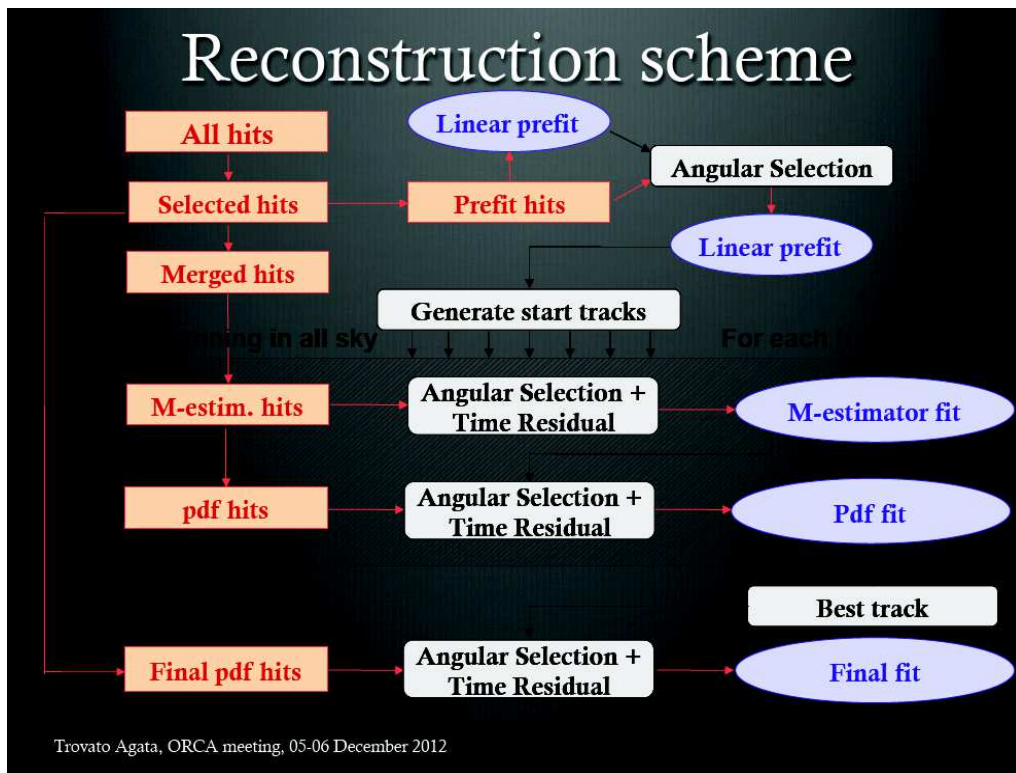 Reconstruction scheme
All hits
Linear prefit
Angular Selection
Selected hits
Prefit hits
Linear prefit
Merged hits
Generate start tracks
in all sky
For each
M-estim. hits
Angular Selection +
Time Residual
M-estimator fit
pdf hits
Angular Selection +
Time Residual
Pdf fit
Best track
Final pdf hits
Angular Selection +
Time Residual
Final fit
Trovato Agata, ORCA meeting, 05-06 December 2012